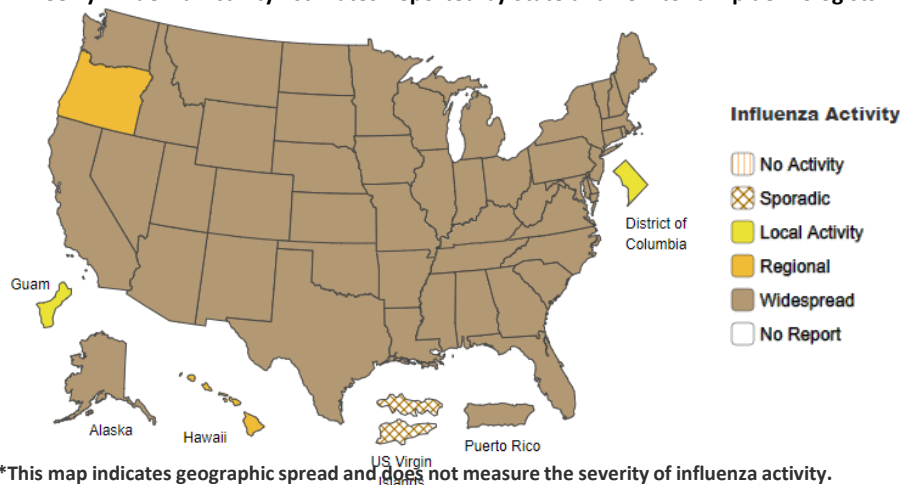 Influenza Activity
No Activity
Sporadic
Local Activity
Regional
Widespread
No Report
District of
Columbia
Guam
Alaska
Hawaii
US Virgin
Islands
Puerto Rico
*This map indicates geographic spread and does not measure the severity of influenza activity.